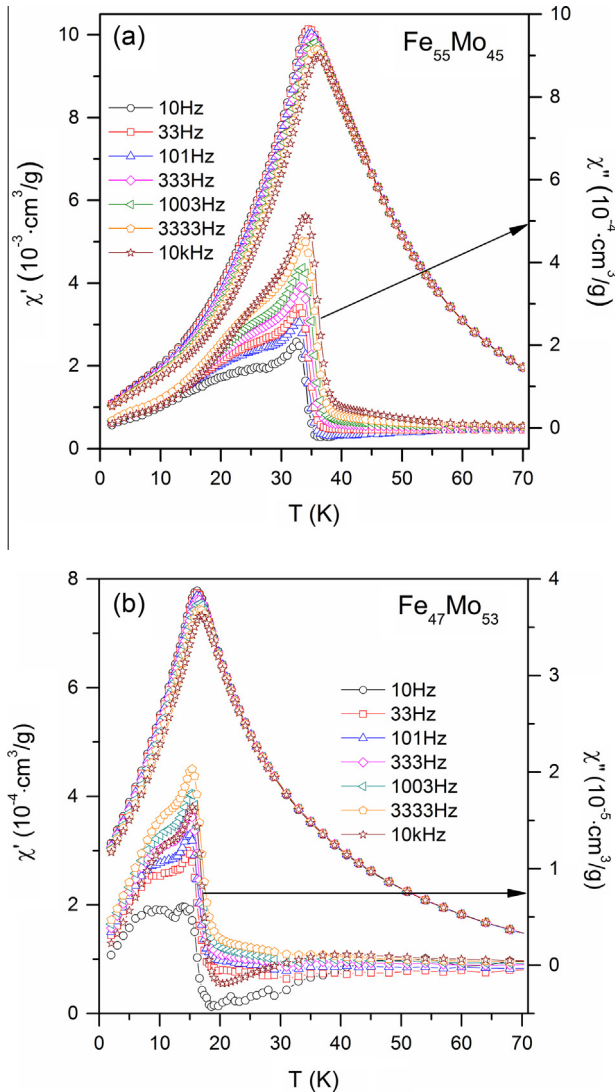 (a)
Fe55Mo45
10Hz
33Hz
101Hz
333Hz
1003Hz
3333Hz
10kHz
χ' (10⁻³·cm³/g)
10
8
6
4
2
0
χ'' (10⁻⁴·cm³/g)
10
8
6
4
2
0
0 10 20 30 40 50 60 70
T (K)
(b)
Fe47Mo53
10Hz
33Hz
101Hz
333Hz
1003Hz
3333Hz
10kHz
χ' (10⁻⁴·cm³/g)
8
6
4
2
0
χ'' (10⁻⁵·cm³/g)
4
3
2
1
0
0 10 20 30 40 50 60 70
T (K)